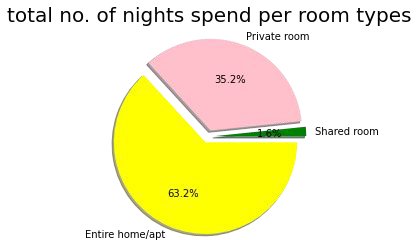 total no. of nights spend per room types
Private room
35.2%
1.6%
Shared room
63.2%
Entire home/apt